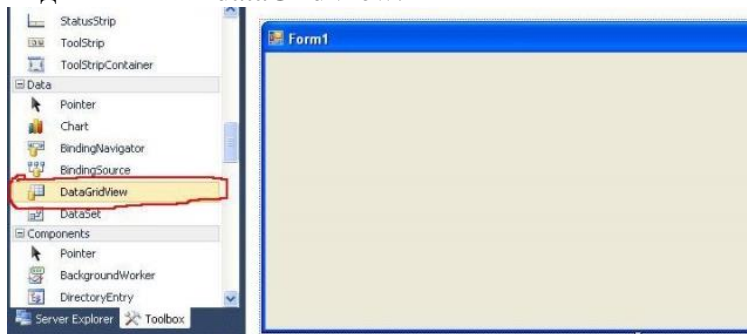 StatusStrip
ToolStrip
ToolStripContainer
Data
Pointer
Chart
BindingNavigator
BindingSource
DataGridView
DataSet
Components
Pointer
BackgroundWorker
DirectoryEntry
Server Explorer Toolbox
Form1